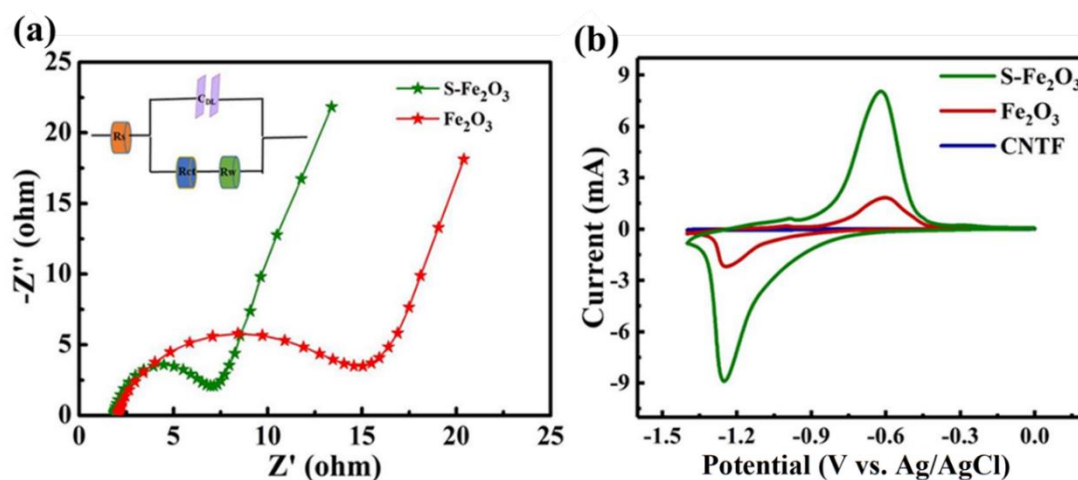 (a)
25
20
15
10
5
0
-Z'' (ohm)
0 5 10 15 20 25
Z' (ohm)
S-Fe₂O₃
Fe₂O₃
C_DL
Rs
Rct
Rw
(b)
9
6
3
0
-3
-6
-9
Current (mA)
-1.5 -1.2 -0.9 -0.6 -0.3 0.0
Potential (V vs. Ag/AgCl)
S-Fe₂O₃
Fe₂O₃
CNTF